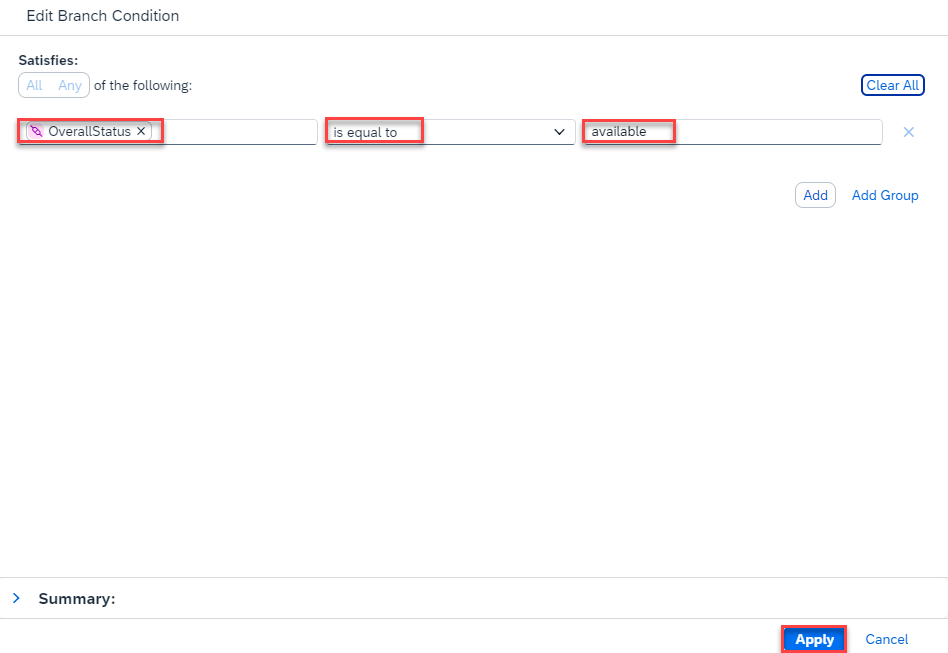 Edit Branch Condition
Satisfies:
All Any of the following:
Clear All
OverallStatus is equal to available
Add Add Group
Summary:
Apply Cancel